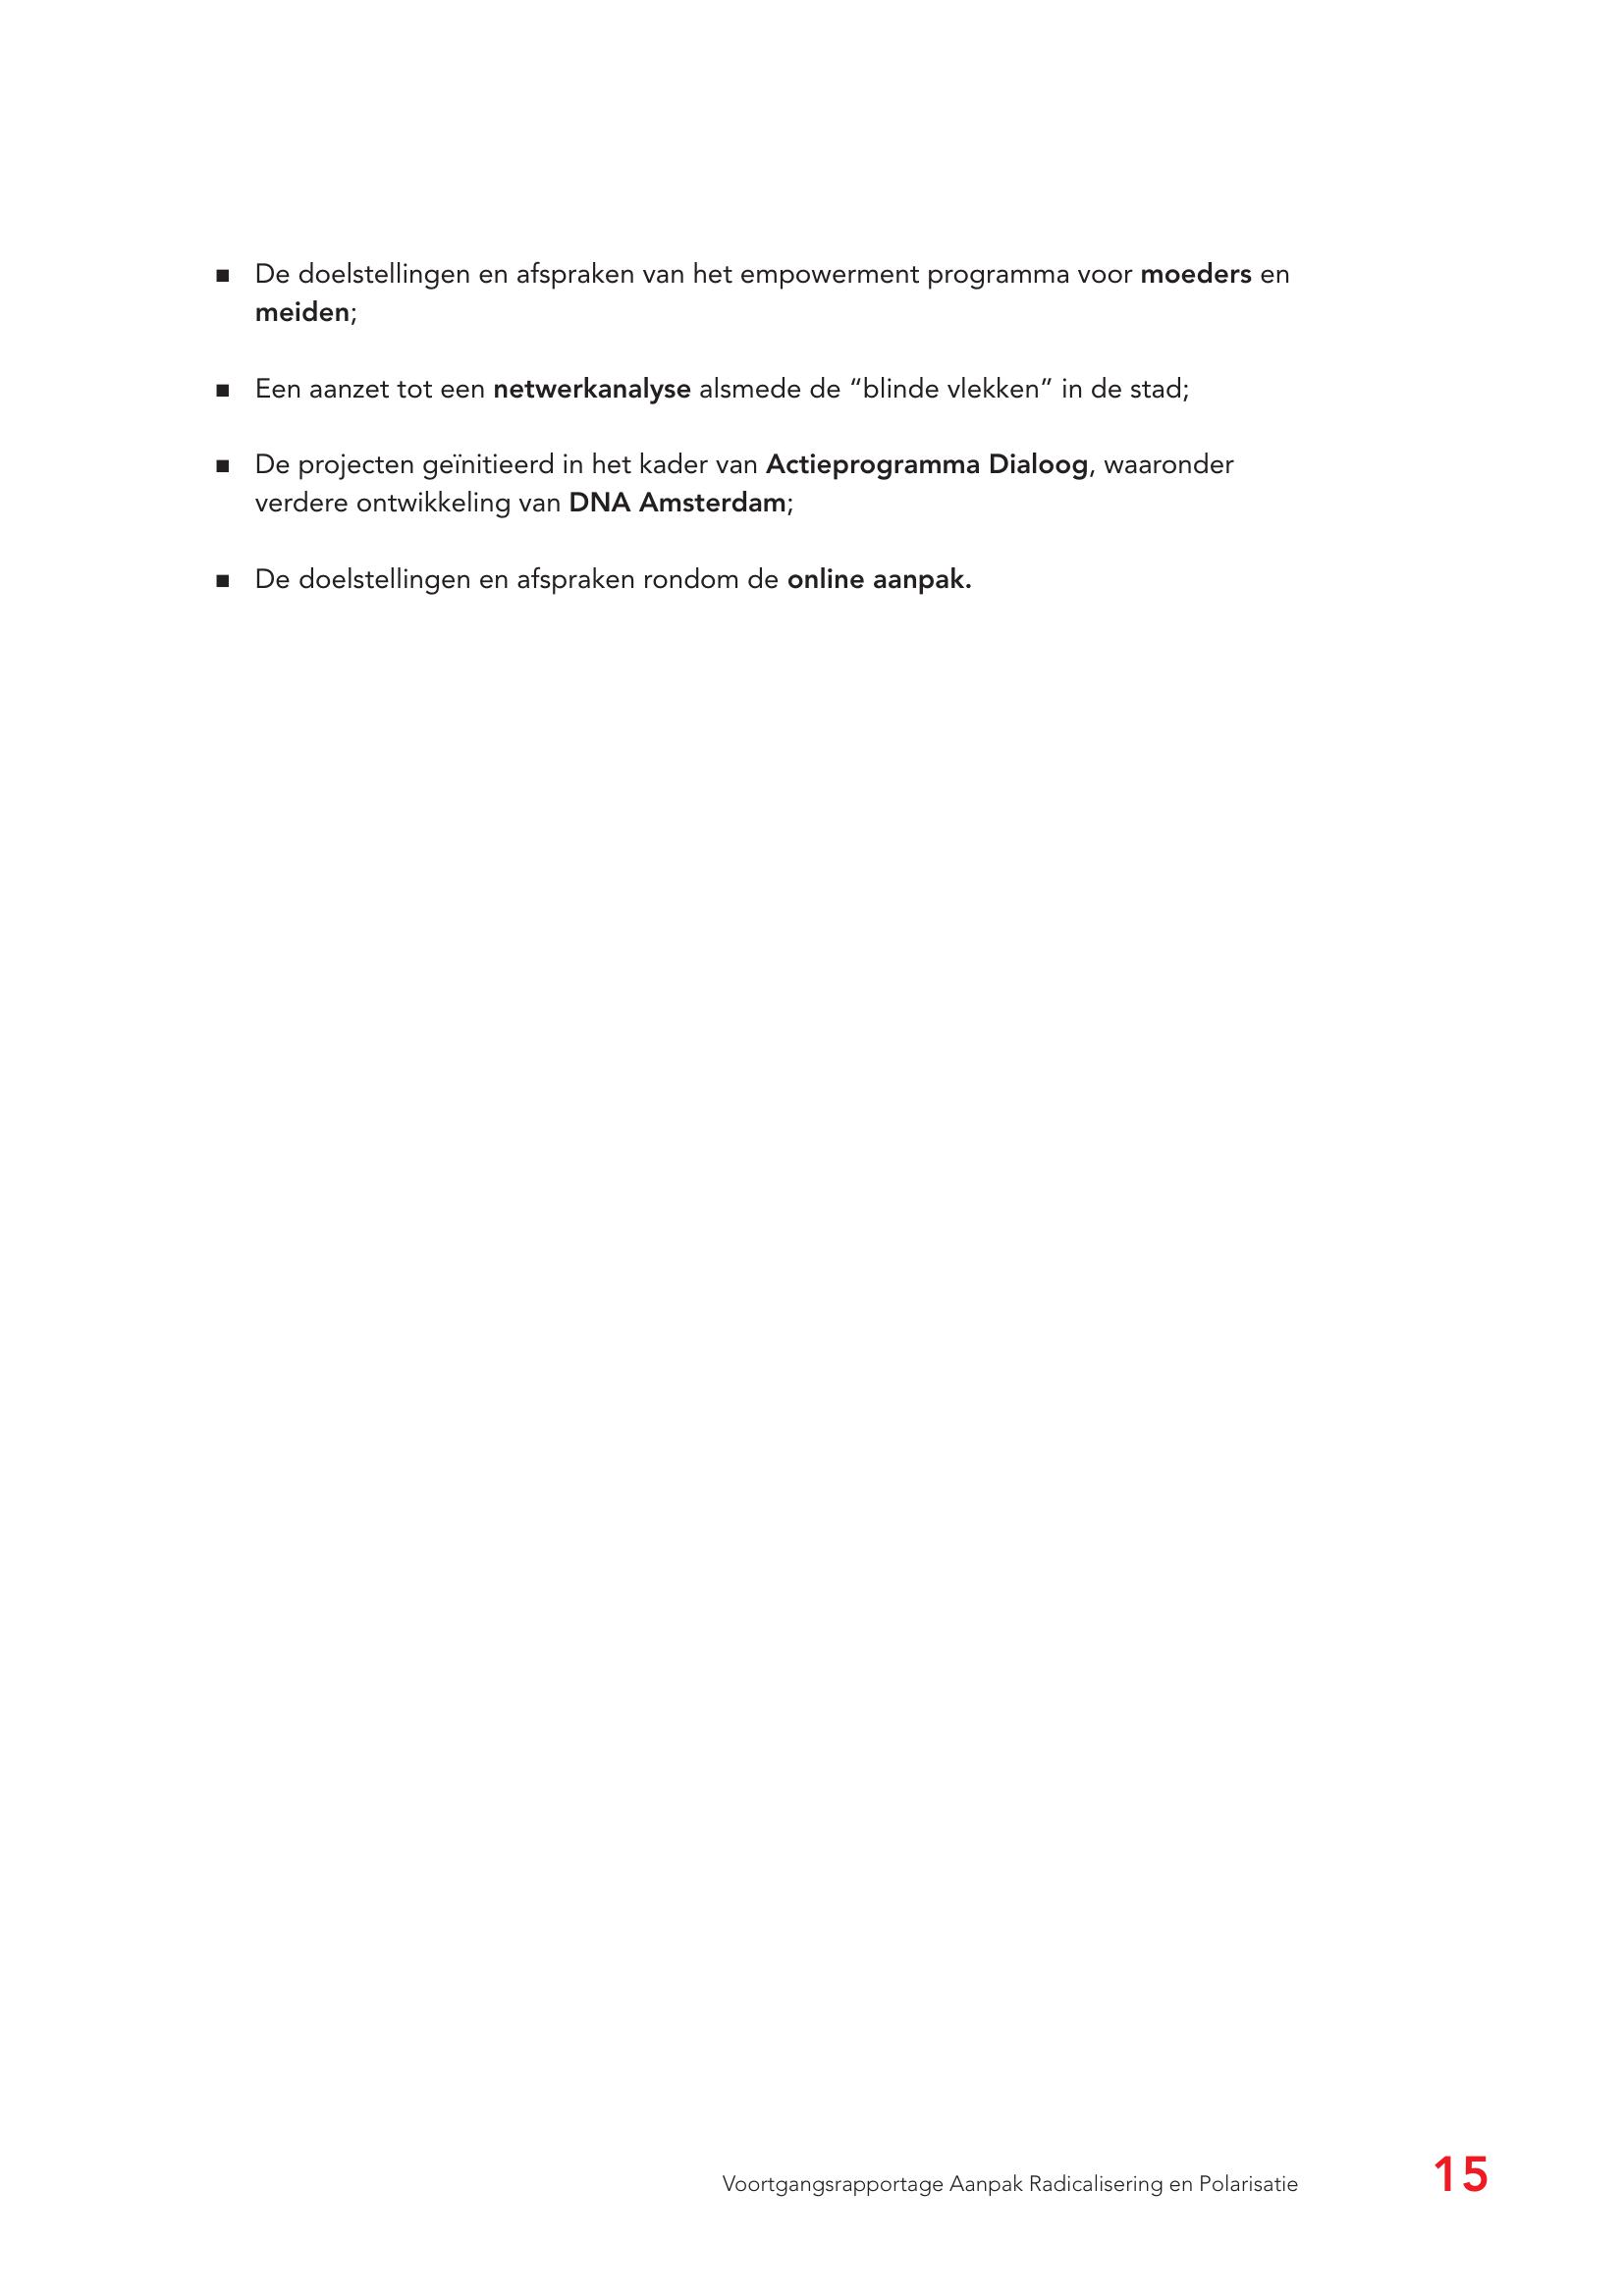 ■ De doelstellingen en afspraken van het empowerment programma voor moeders en
meiden;
■ Een aanzet tot een netwerkanalyse alsmede de “blinde vlekken” in de stad;
■ De projecten geïnitieerd in het kader van Actieprogramma Dialoog, waaronder
verdere ontwikkeling van DNA Amsterdam;
■ De doelstellingen en afspraken rondom de online aanpak.
Voortgangsrapportage Aanpak Radicalisering en Polarisatie 15